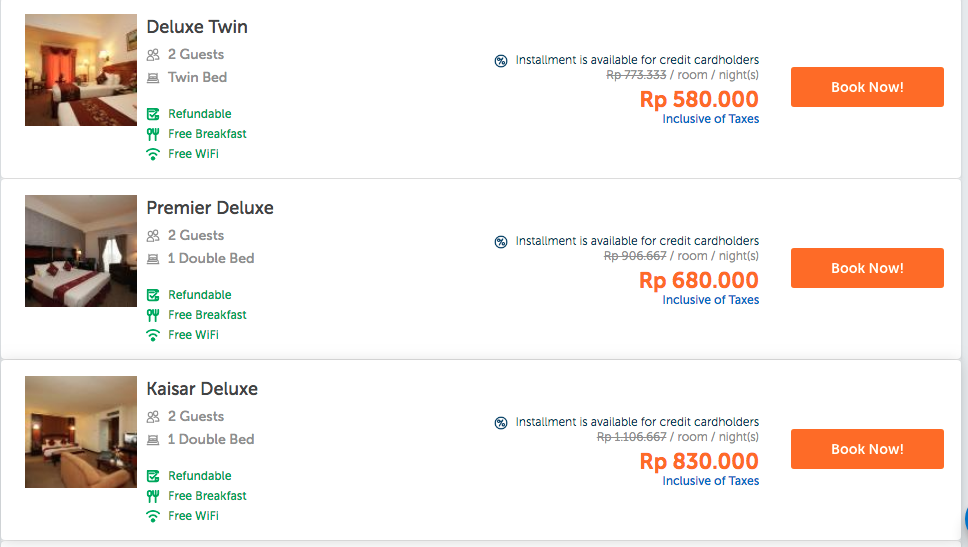 Deluxe Twin
2 Guests
Twin Bed
Refundable
Free Breakfast
Free WiFi
Installment is available for credit cardholders
Rp 773.333 / room / night(s)
Rp 580.000
Inclusive of Taxes
Book Now!
Premier Deluxe
2 Guests
1 Double Bed
Refundable
Free Breakfast
Free WiFi
Installment is available for credit cardholders
Rp 906.667 / room / night(s)
Rp 680.000
Inclusive of Taxes
Book Now!
Kaisar Deluxe
2 Guests
1 Double Bed
Refundable
Free Breakfast
Free WiFi
Installment is available for credit cardholders
Rp 1.106.667 / room / night(s)
Rp 830.000
Inclusive of Taxes
Book Now!